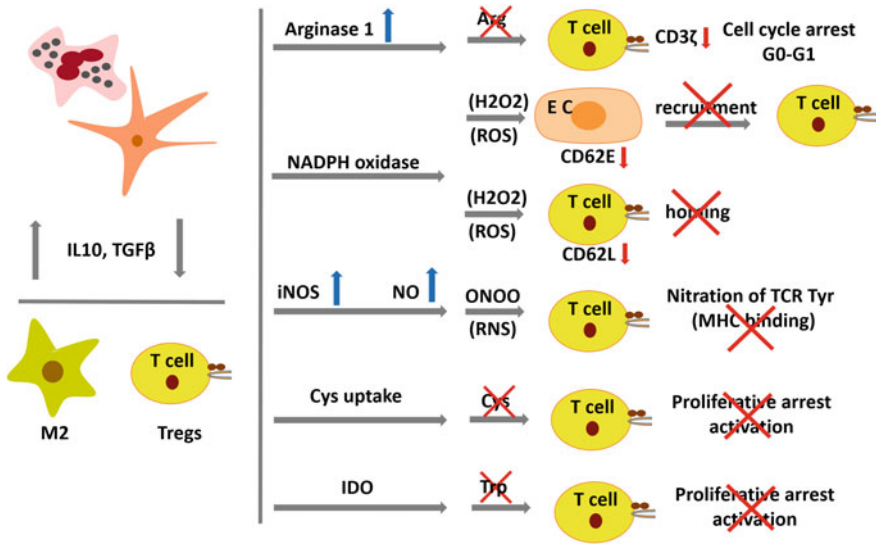 Arginase 1
Arg
T cell
CD3ζ
Cell cycle arrest
G0-G1
(H2O2)
(ROS)
E C
CD62E
recruitment
T cell
NADPH oxidase
(H2O2)
(ROS)
T cell
CD62L
homing
IL10, TGFβ
iNOS
NO
ONOO
(RNS)
T cell
Nitration of TCR Tyr
(MHC binding)
M2
T cell
Tregs
Cys uptake
Cys
T cell
Proliferative arrest
activation
IDO
Trp
T cell
Proliferative arrest
activation